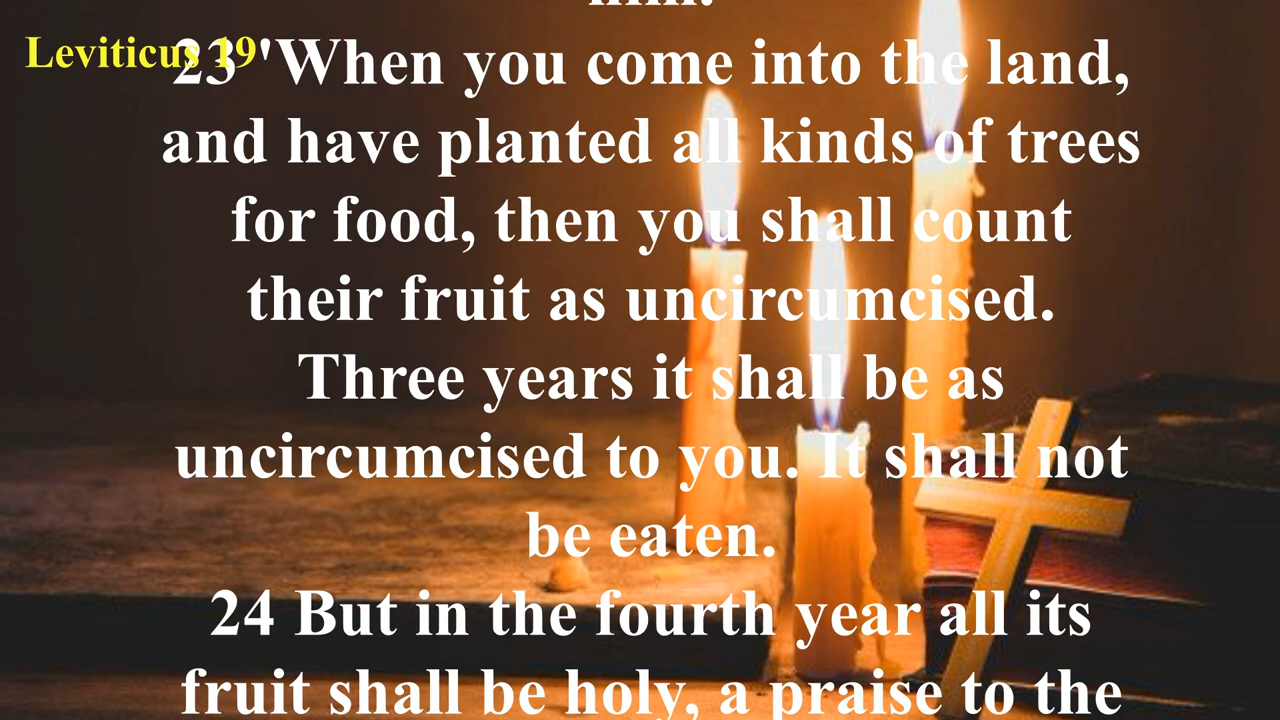 Leviticus 19
23 'When you come into the land,
and have planted all kinds of trees
for food, then you shall count
their fruit as uncircumcised.
Three years it shall be as
uncircumcised to you. It shall not
be eaten.
24 But in the fourth year all its
fruit shall be holy, a praise to the